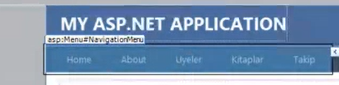 MY ASP.NET APPLICATION
asp:Menu#NavigationMenu
Home About Uyeler Kitaplar Takip